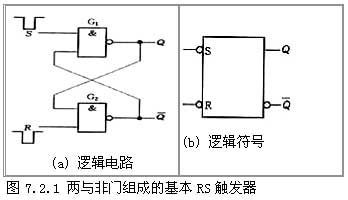 G₁
&
S
Q
G₂
&
R
Q̅
(a) 逻辑电路
S
Q
R
Q̅
(b) 逻辑符号
图 7.2.1 两与非门组成的基本 RS 触发器